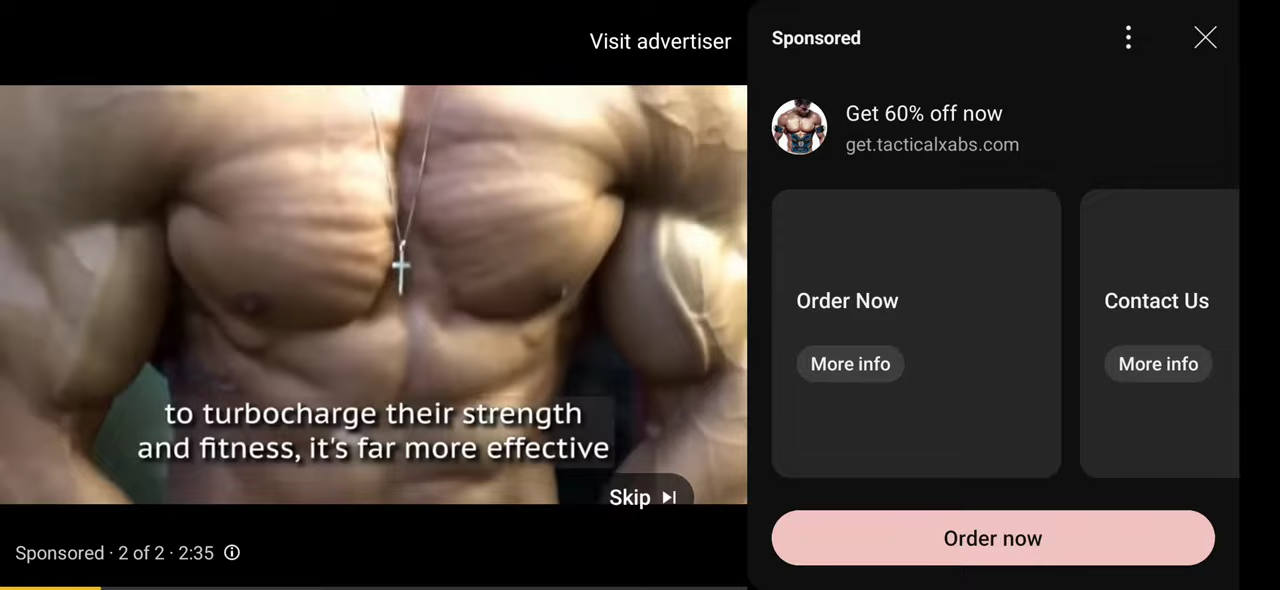 Visit advertiser
to turbocharge their strength
and fitness, it's far more effective
Skip
Sponsored · 2 of 2 · 2:35
Sponsored
Get 60% off now
get.tacticalxabs.com
Order Now
More info
Contact Us
More info
Order now